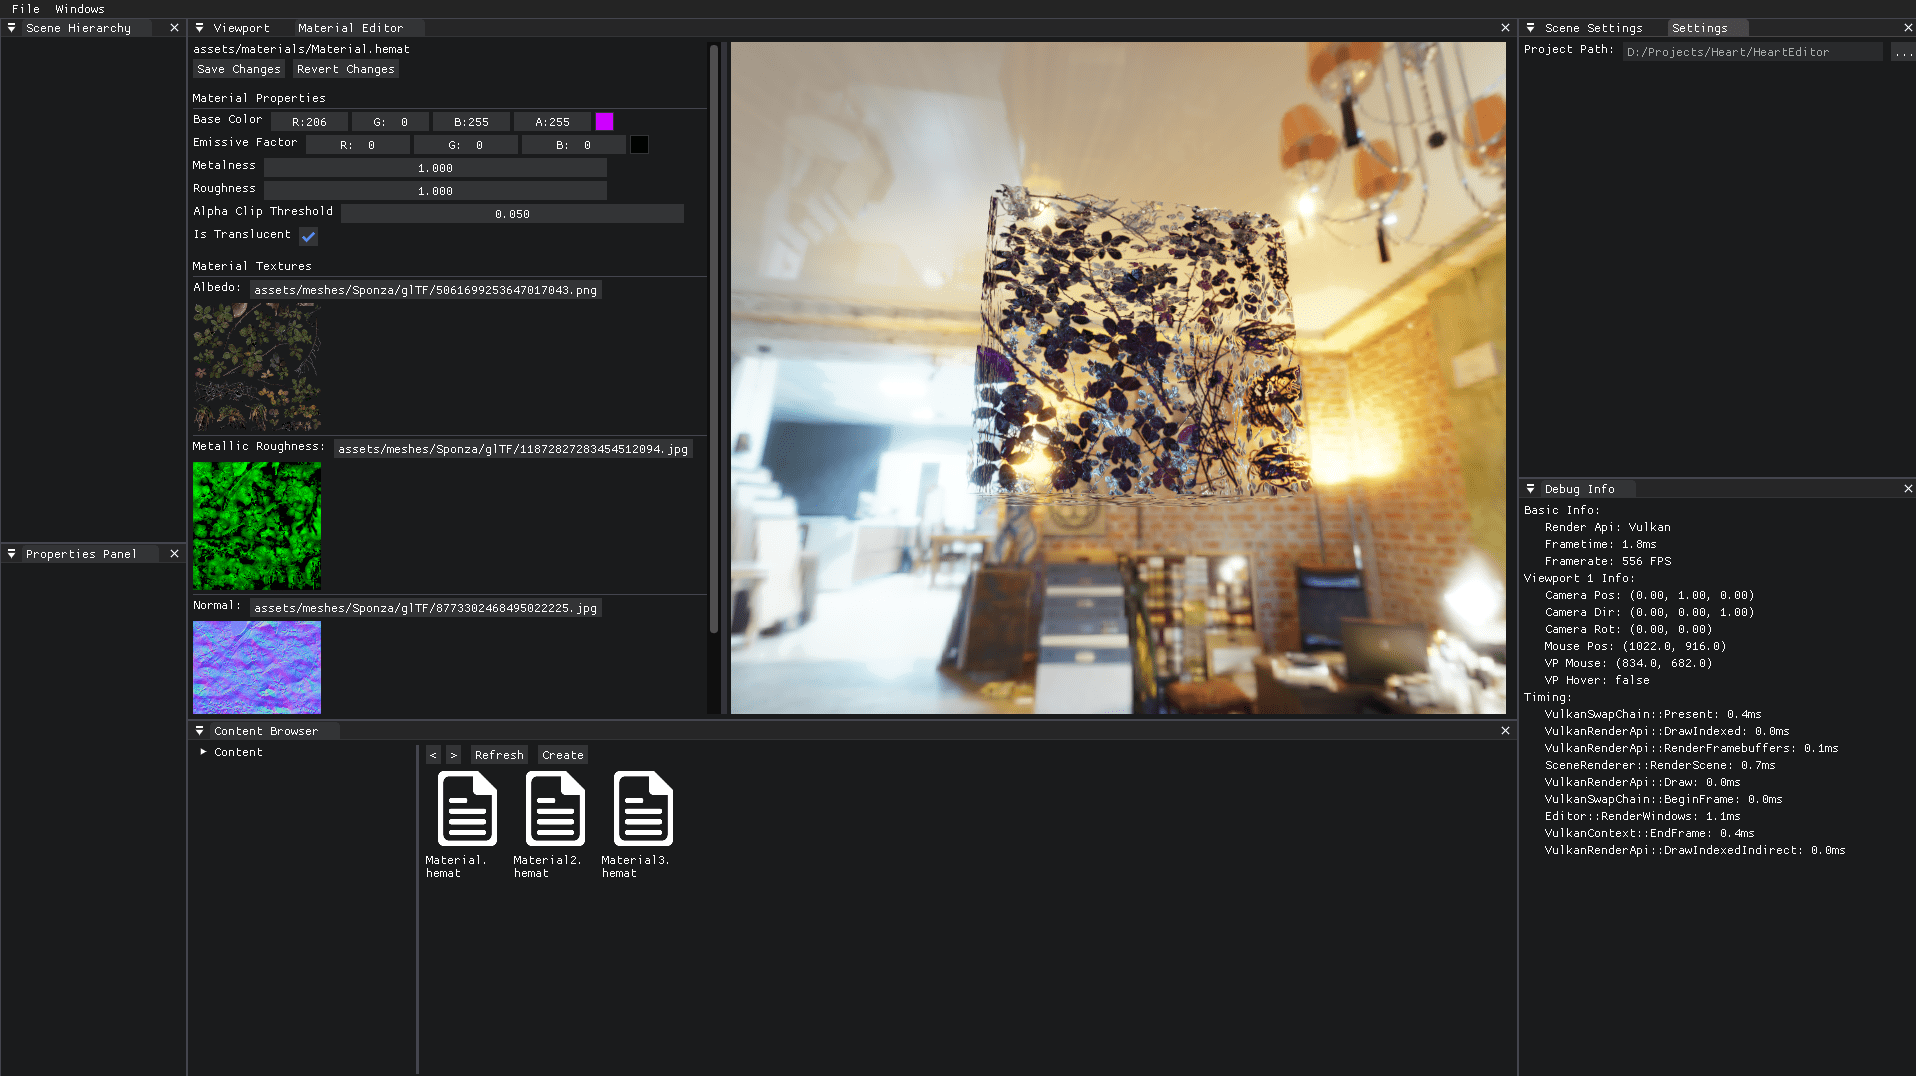 File Windows
Scene Hierarchy
Viewport Material Editor
assets/materials/Material.hemat
Save Changes Revert Changes
Material Properties
Base Color R:206 G: 0 B:255 A:255
Emissive Factor R: 0 G: 0 B: 0
Metalness 1.000
Roughness 1.000
Alpha Clip Threshold 0.050
Is Translucent
Material Textures
Albedo: assets/meshes/Sponza/glTF/5061699253647017043.png
Metallic Roughness: assets/meshes/Sponza/glTF/11872827283454512094.jpg
Normal: assets/meshes/Sponza/glTF/8773302468495022225.jpg
Properties Panel
Content Browser
Content
< > Refresh Create
Material.
hemat
Material2.
hemat
Material3.
hemat
Scene Settings Settings
Project Path: D:/Projects/Heart/HeartEditor ...
Debug Info
Basic Info:
Render Api: Vulkan
Frametime: 1.8ms
Framerate: 556 FPS
Viewport 1 Info:
Camera Pos: (0.00, 1.00, 0.00)
Camera Dir: (0.00, 0.00, 1.00)
Camera Rot: (0.00, 0.00)
Mouse Pos: (1022.0, 916.0)
VP Mouse: (834.0, 682.0)
VP Hover: false
Timing:
VulkanSwapChain::Present: 0.4ms
VulkanRenderApi::DrawIndexed: 0.0ms
VulkanRenderApi::RenderFramebuffers: 0.1ms
SceneRenderer::RenderScene: 0.7ms
VulkanRenderApi::Draw: 0.0ms
VulkanSwapChain::BeginFrame: 0.0ms
Editor::RenderWindows: 1.1ms
VulkanContext::EndFrame: 0.4ms
VulkanRenderApi::DrawIndexedIndirect: 0.0ms